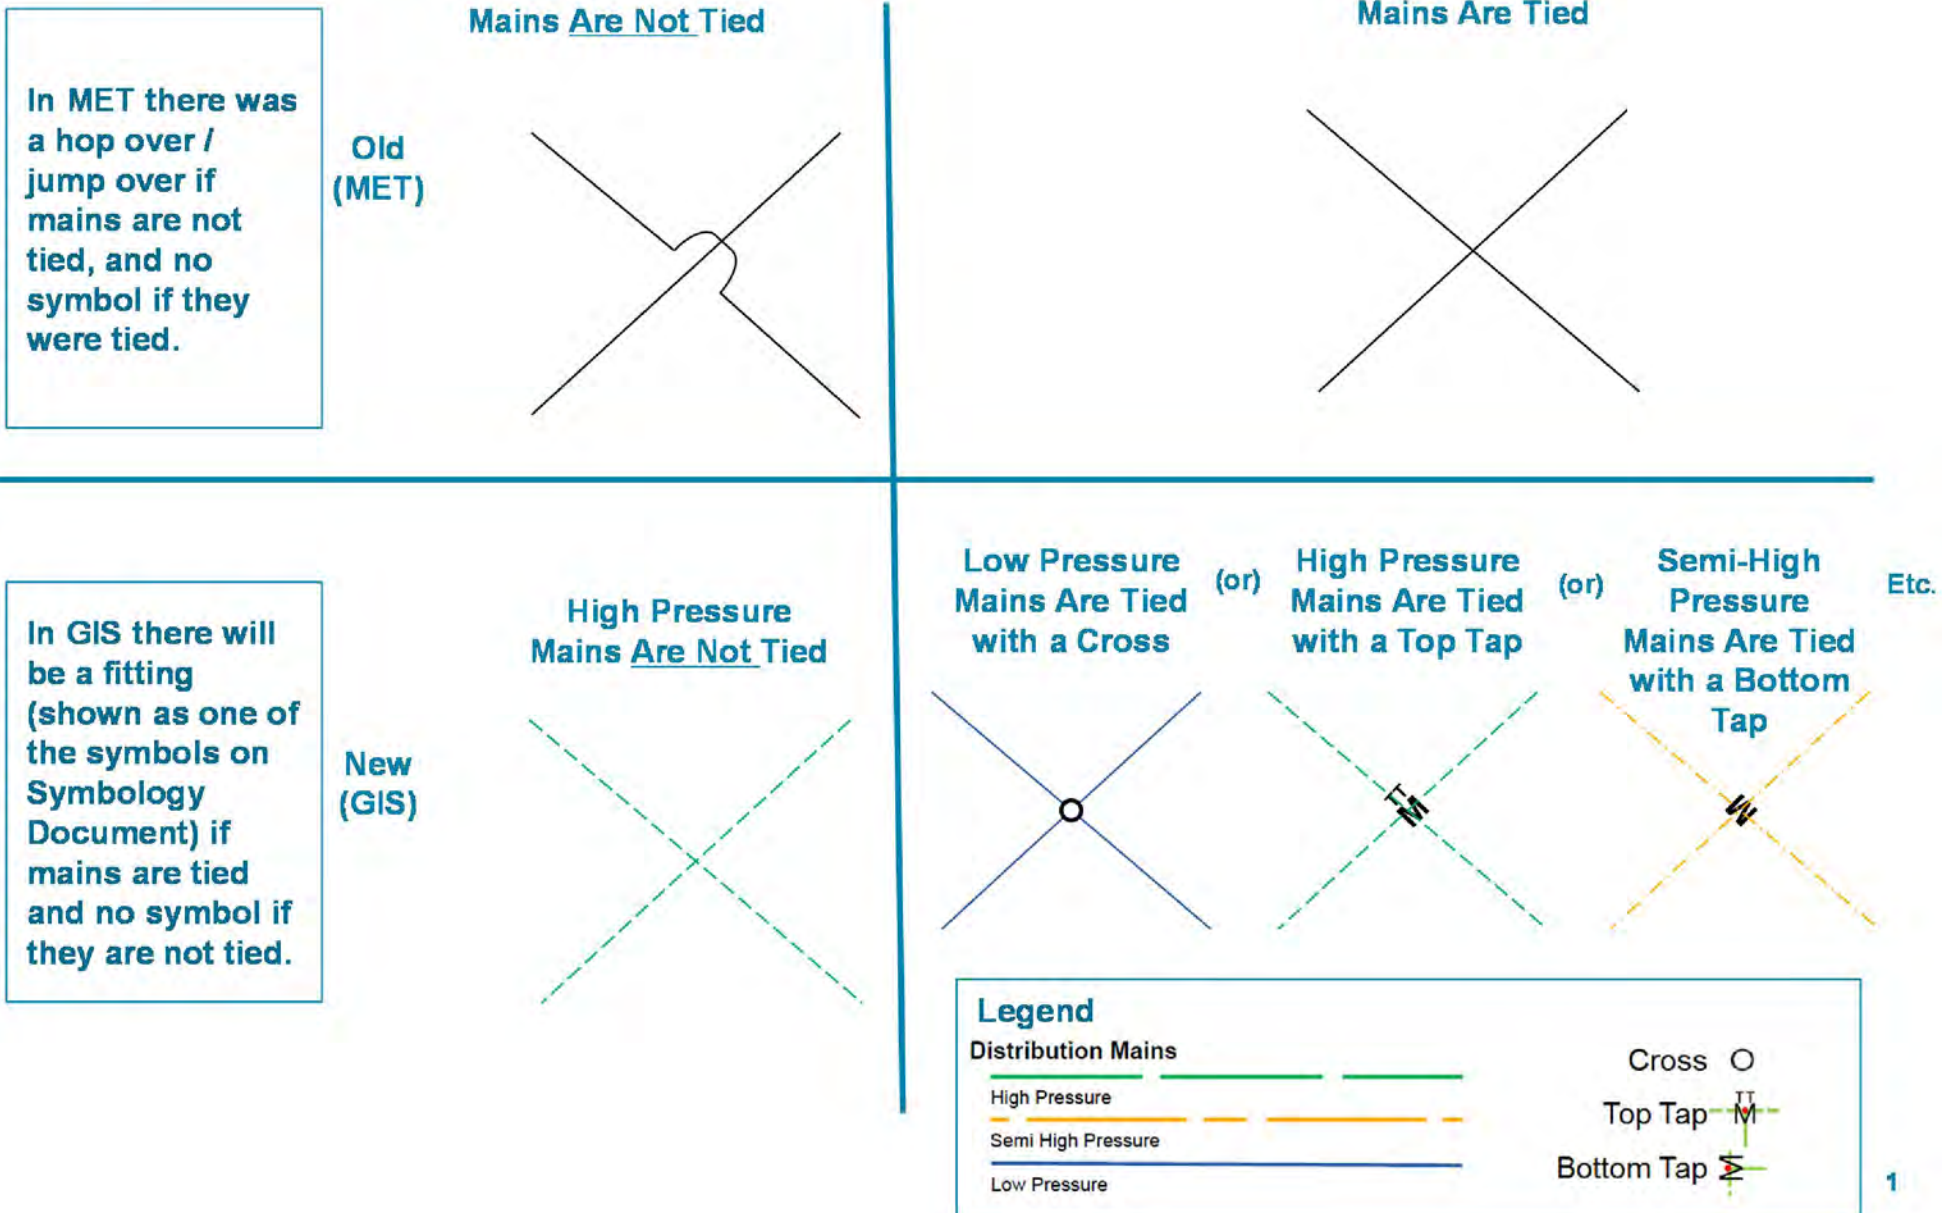 Mains Are Not Tied
Mains Are Tied
In MET there was
a hop over /
jump over if
mains are not
tied, and no
symbol if they
were tied.
Old
(MET)
In GIS there will
be a fitting
(shown as one of
the symbols on
Symbology
Document) if
mains are tied
and no symbol if
they are not tied.
New
(GIS)
High Pressure
Mains Are Not Tied
Low Pressure
Mains Are Tied
with a Cross
(or)
High Pressure
Mains Are Tied
with a Top Tap
(or)
Semi-High
Pressure
Mains Are Tied
with a Bottom
Tap
Etc.
TT
M
M
Legend
Distribution Mains
High Pressure
Semi High Pressure
Low Pressure
Cross
Top Tap
TT
M
Bottom Tap
M
1